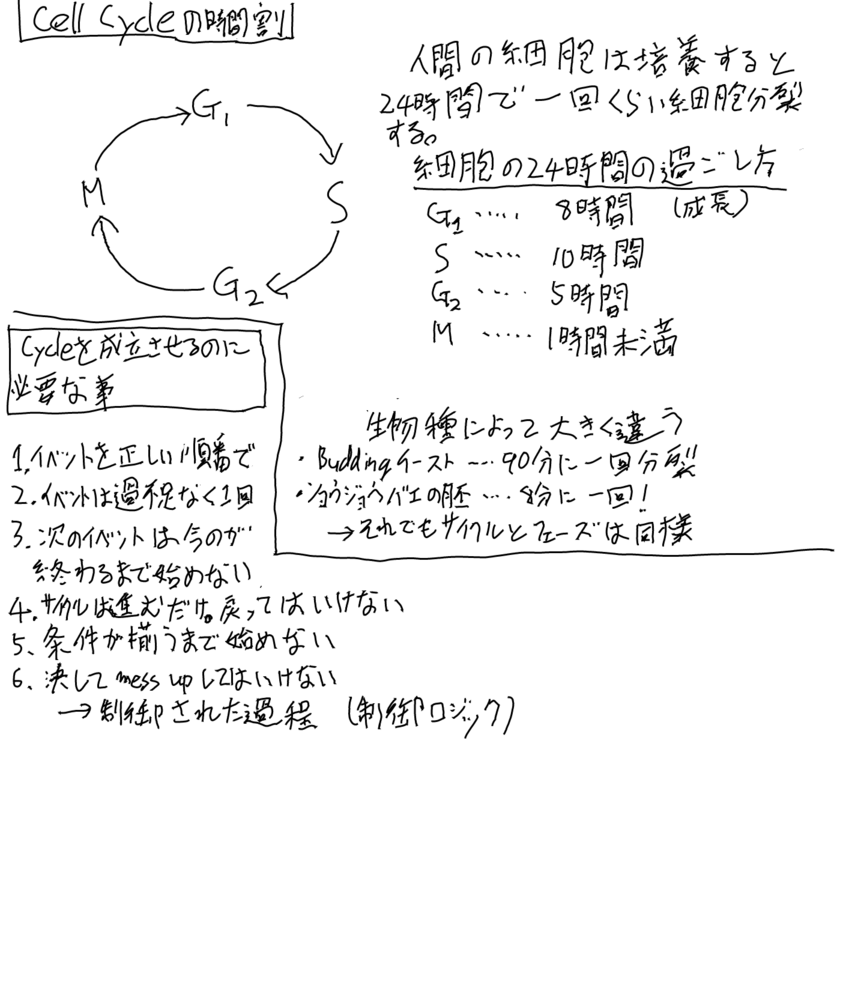 Cell Cycleの時間割
G₁
S
G₂
M
人間の細胞は培養すると
24時間で一回くらい細胞分裂
する。
細胞の24時間の過ごし方
G₁ ‥‥‥ 8時間 (成長)
S ‥‥‥ 10時間
G₂ ‥‥‥ 5時間
M ‥‥‥ 1時間未満
生物種によって大きく違う
・Buddingイースト ‥‥ 90分に一回分裂
・ショウジョウバエの胚 ‥‥ 8分に一回!
→それでもサイクルとフェーズは同様
Cycleを成立させるのに
必要な事
1.イベントを正しい順番で
2.イベントは過不足なく1回
3.次のイベントは今のが
終わるまで始めない
4.サイクルは進むだけ。戻ってはいけない
5、条件が揃うまで始めない
6、決してmess upしてはいけない
→制御された過程 (制御ロジック)